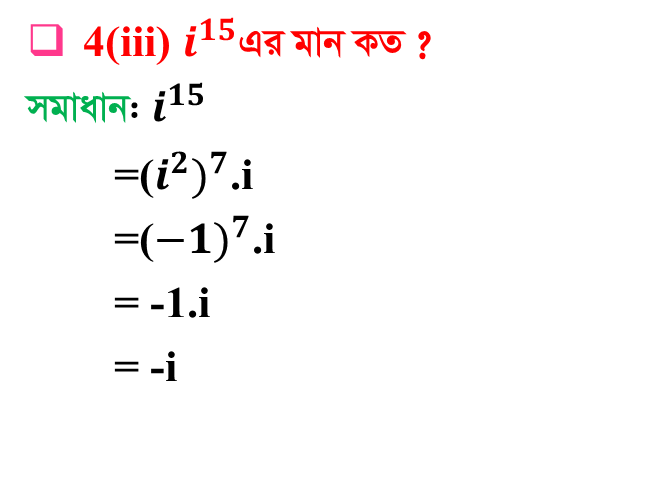 ❑ 4(iii) 𝒊¹⁵এর মান কত ?
সমাধানঃ 𝒊¹⁵
=(𝒊²)⁷.i
=(−1)⁷.i
= -1.i
= -i